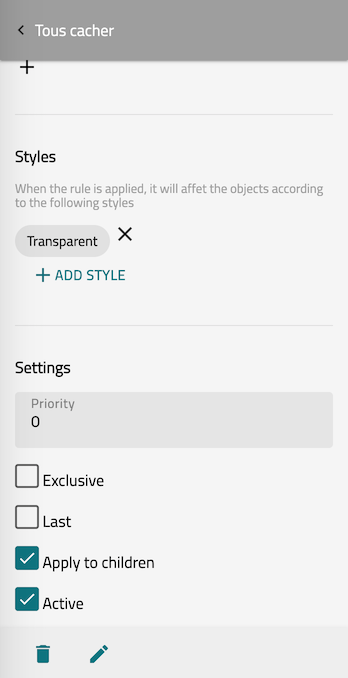 Tous cacher
Styles
When the rule is applied, it will affet the objects according
to the following styles
Transparent
ADD STYLE
Settings
Priority
0
Exclusive
Last
Apply to children
Active